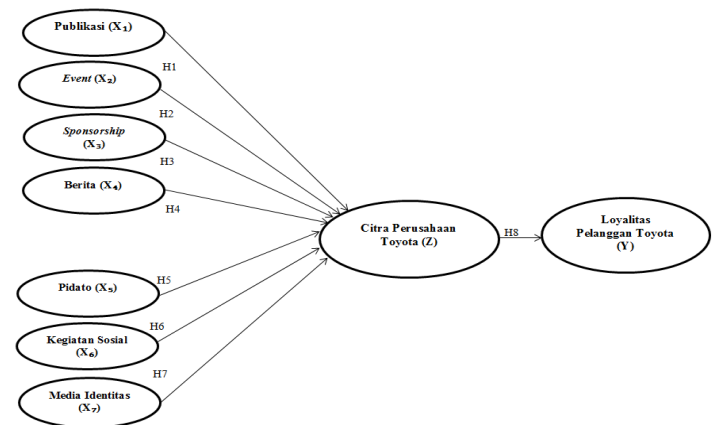 Publikasi (X₁)
H1
Event (X₂)
H2
Sponsorship
(X₃)
H3
Berita (X₄)
H4
Citra Perusahaan
Toyota (Z)
H8
Loyalitas
Pelanggan Toyota
(Y)
Pidato (X₅)
H5
Kegiatan Sosial
(X₆)
H6
Media Identitas
(X₇)
H7